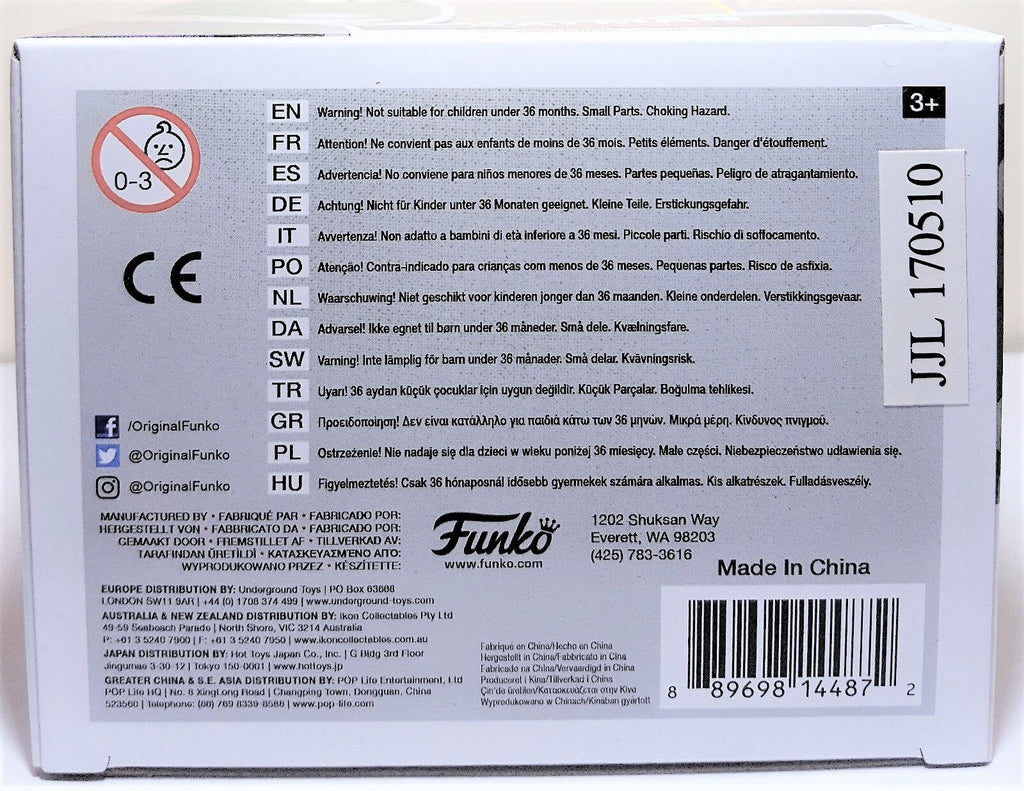 3+
0-3
CE
EN Warning! Not suitable for children under 36 months. Small Parts. Choking Hazard.
FR Attention! Ne convient pas aux enfants de moins de 36 mois. Petits éléments. Danger d'étouffement.
ES Advertencia! No conviene para niños menores de 36 meses. Partes pequeñas. Peligro de atragantamiento.
DE Achtung! Nicht für Kinder unter 36 Monaten geeignet. Kleine Teile. Erstickungsgefahr.
IT Avvertenza! Non adatto a bambini di età inferiore a 36 mesi. Piccole parti. Rischio di soffocamento.
PO Atenção! Contra-indicado para crianças com menos de 36 meses. Pequenas partes. Risco de asfixia.
NL Waarschuwing! Niet geschikt voor kinderen jonger dan 36 maanden. Kleine onderdelen. Verstikkingsgevaar.
DA Advarsel! Ikke egnet til børn under 36 måneder. Små dele. Kvælningsfare.
SW Varning! Inte lämplig för barn under 36 månader. Små delar. Kvävningsrisk.
TR Uyarı! 36 aydan küçük çocuklar için uygun değildir. Küçük Parçalar. Boğulma tehlikesi.
GR Προειδοποίηση! Δεν είναι κατάλληλο για παιδιά κάτω των 36 μηνών. Μικρά μέρη. Κίνδυνος πνιγμού.
PL Ostrzeżenie! Nie nadaje się dla dzieci w wieku poniżej 36 miesięcy. Małe części. Niebezpieczeństwo udławienia się.
HU Figyelmeztetés! Csak 36 hónaposnál idősebb gyermekek számára alkalmas. Kis alkatrészek. Fulladásveszély.
JJL 170510
/OriginalFunko
@OriginalFunko
@OriginalFunko
MANUFACTURED BY • FABRIQUÉ PAR • FABRICADO POR:
HERGESTELLT VON • FABBRICATO DA • FABRICADO POR:
GEMAAKT DOOR • FREMSTILLET AF • TILLVERKAD AV:
TARAFINDAN ÜRETİLDİ • ΚΑΤΑΣΚΕΥΑΣΜΕΝΟ ΑΠΟ:
WYPRODUKOWANO PRZEZ • KÉSZÍTETTE:
Funko
www.funko.com
1202 Shuksan Way
Everett, WA 98203
(425) 783-3616
Made In China
EUROPE DISTRIBUTION BY: Underground Toys | PO Box 63688
LONDON SW11 9AR | +44 (0) 1708 374 499 | www.underground-toys.com
AUSTRALIA & NEW ZEALAND DISTRIBUTION BY: Ikon Collectables Pty Ltd
49-59 Seabeach Parade | North Shore, VIC 3214 Australia
P: +61 3 5240 7900 | F: +61 3 5240 7950 | www.ikoncollectables.com.au
JAPAN DISTRIBUTION BY: Hot Toys Japan Co., Inc. | G Bldg 3rd Floor
Jingumae 3-30-12 | Tokyo 150-0001 | www.hottoys.jp
GREATER CHINA & S.E. ASIA DISTRIBUTION BY: POP Life Entertainment, Ltd
POP Life HQ | No. 8 XingLong Road | Changping Town, Dongguan, China
523560 | Telephone: (86) 769 8339 8588 | www.pop-life.com
Fabriqué en China/Hecho en China
Hergestellt in China/Fabbricato in Cina
Fabricado na China/Vervaardigd in China
Produceret i Kina/Tillverkad i China
Çin'de üretilen/Κατασκευάζεται στην Κίνα
Wyprodukowano w Chinach/Kínában gyártott
8 89698 14487 2